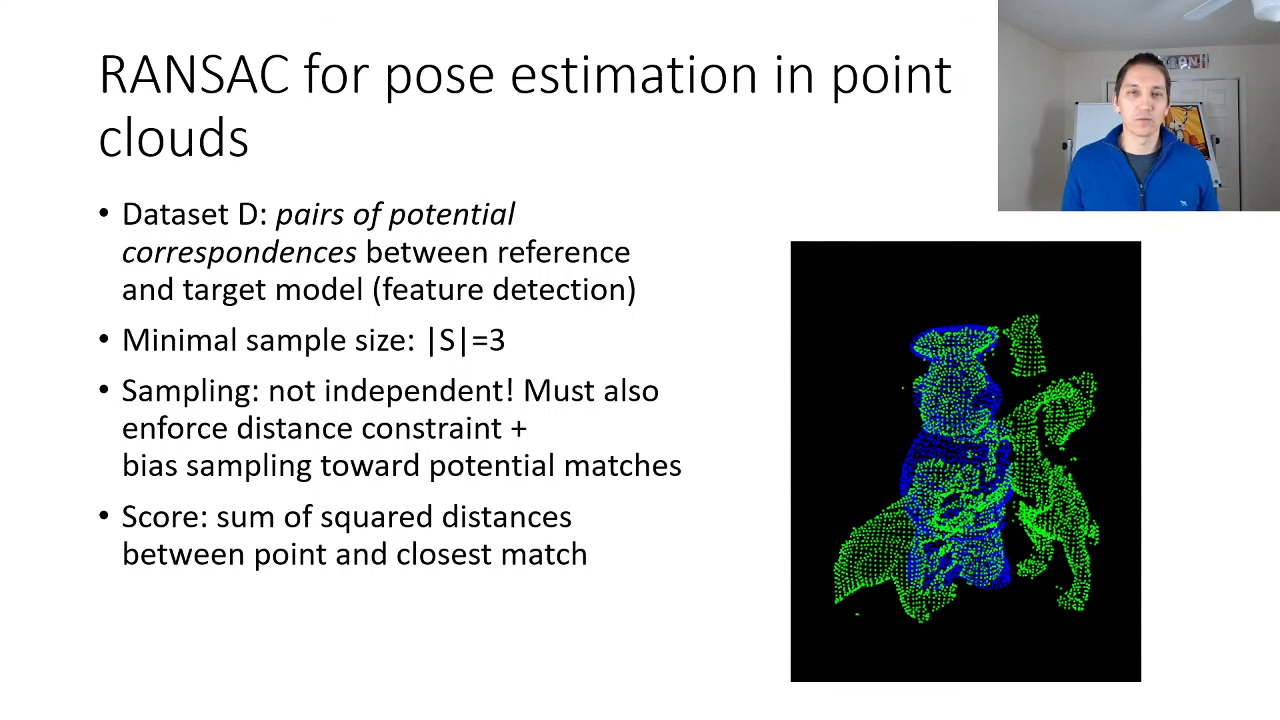 RANSAC for pose estimation in point
clouds
• Dataset D: pairs of potential
correspondences between reference
and target model (feature detection)
• Minimal sample size: |S|=3
• Sampling: not independent! Must also
enforce distance constraint +
bias sampling toward potential matches
• Score: sum of squared distances
between point and closest match